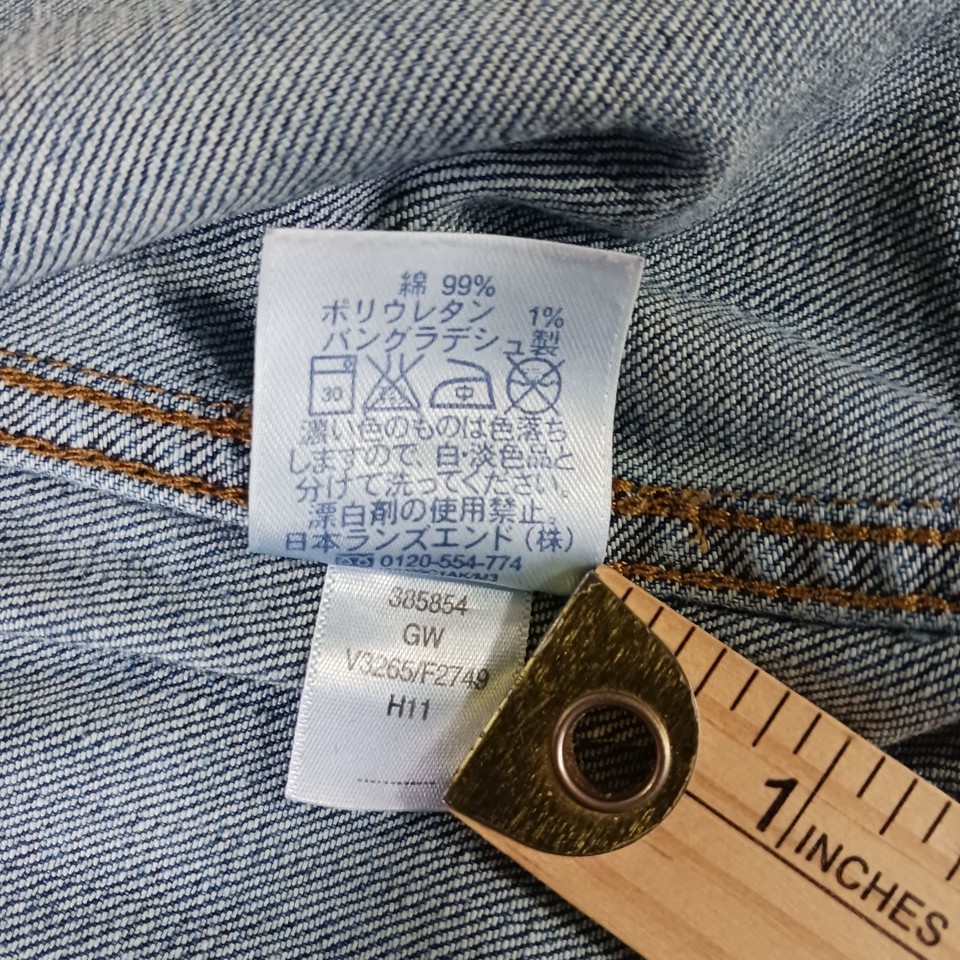 綿 99%
ポリウレタン 1%
バングラデシュ製
30 中
濃い色のものは色落ち
しますので、白・淡色品と
分けて洗ってください。
漂白剤の使用禁止。
日本ランズエンド(株)
0120-554-774
385854
GW
V3265/F2749
H11
1
INCHES